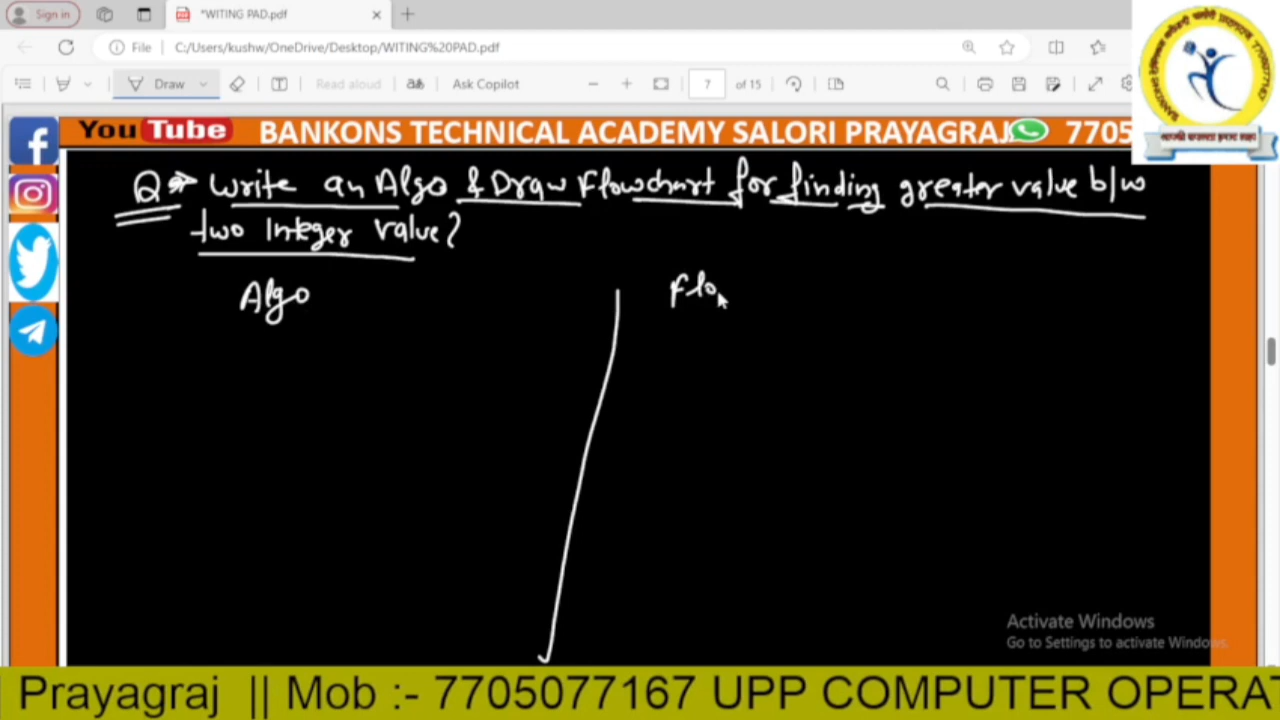 Sign in
*WITING PAD.pdf
File C:/Users/kushw/OneDrive/Desktop/WITING%20PAD.pdf
Draw Read aloud Ask Copilot 7 of 15
You Tube BANKONS TECHNICAL ACADEMY SALORI PRAYAGRAJ 7705
Q→ Write an Algo & Draw Flowchart for finding greater value b/w
two Integer value?
Algo Flo
Activate Windows
Go to Settings to activate Windows.
Prayagraj || Mob :- 7705077167 UPP COMPUTER OPERAT